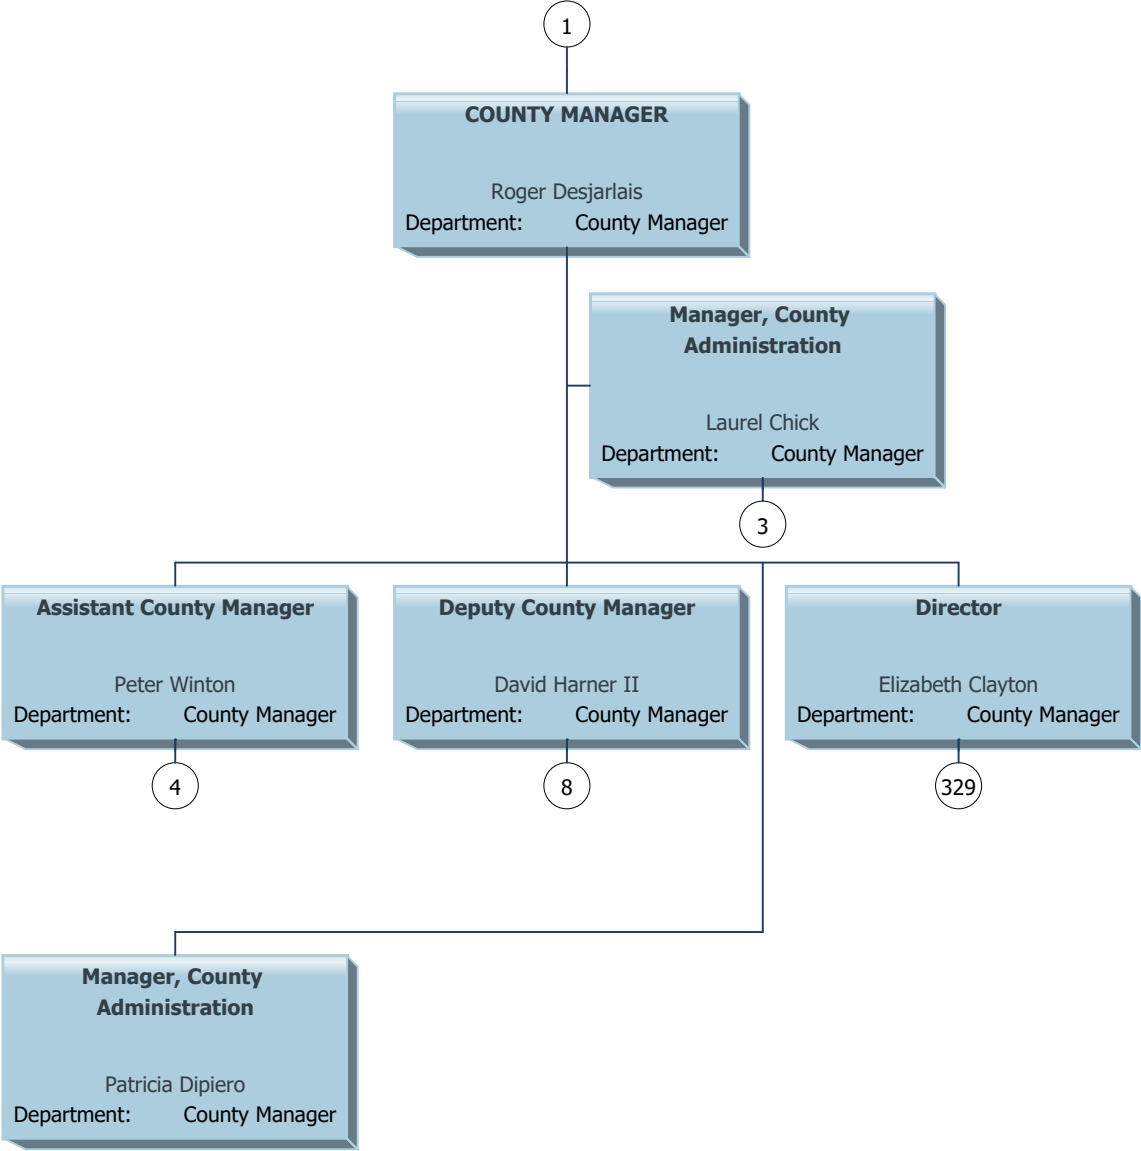 1
COUNTY MANAGER
Roger Desjarlais
Department: County Manager
Manager, County
Administration
Laurel Chick
Department: County Manager
3
Assistant County Manager
Peter Winton
Department: County Manager
4
Deputy County Manager
David Harner II
Department: County Manager
8
Director
Elizabeth Clayton
Department: County Manager
329
Manager, County
Administration
Patricia Dipiero
Department: County Manager